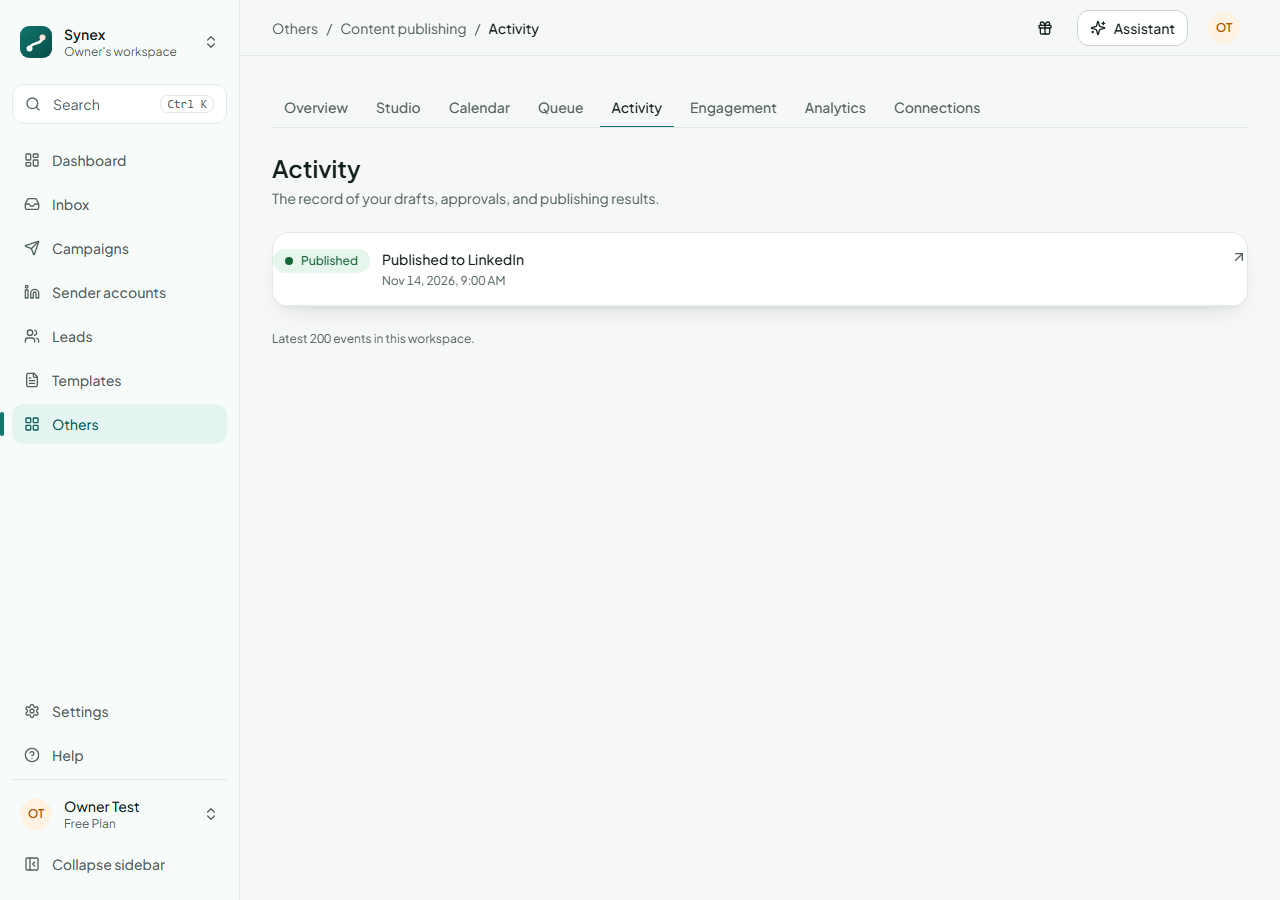 Synex
Owner's workspace
Search
Ctrl K
Dashboard
Inbox
Campaigns
Sender accounts
Leads
Templates
Others
Settings
Help
OT
Owner Test
Free Plan
Collapse sidebar
Others / Content publishing / Activity
Assistant
OT
Overview
Studio
Calendar
Queue
Activity
Engagement
Analytics
Connections
Activity
The record of your drafts, approvals, and publishing results.
Published
Published to LinkedIn
Nov 14, 2026, 9:00 AM
Latest 200 events in this workspace.